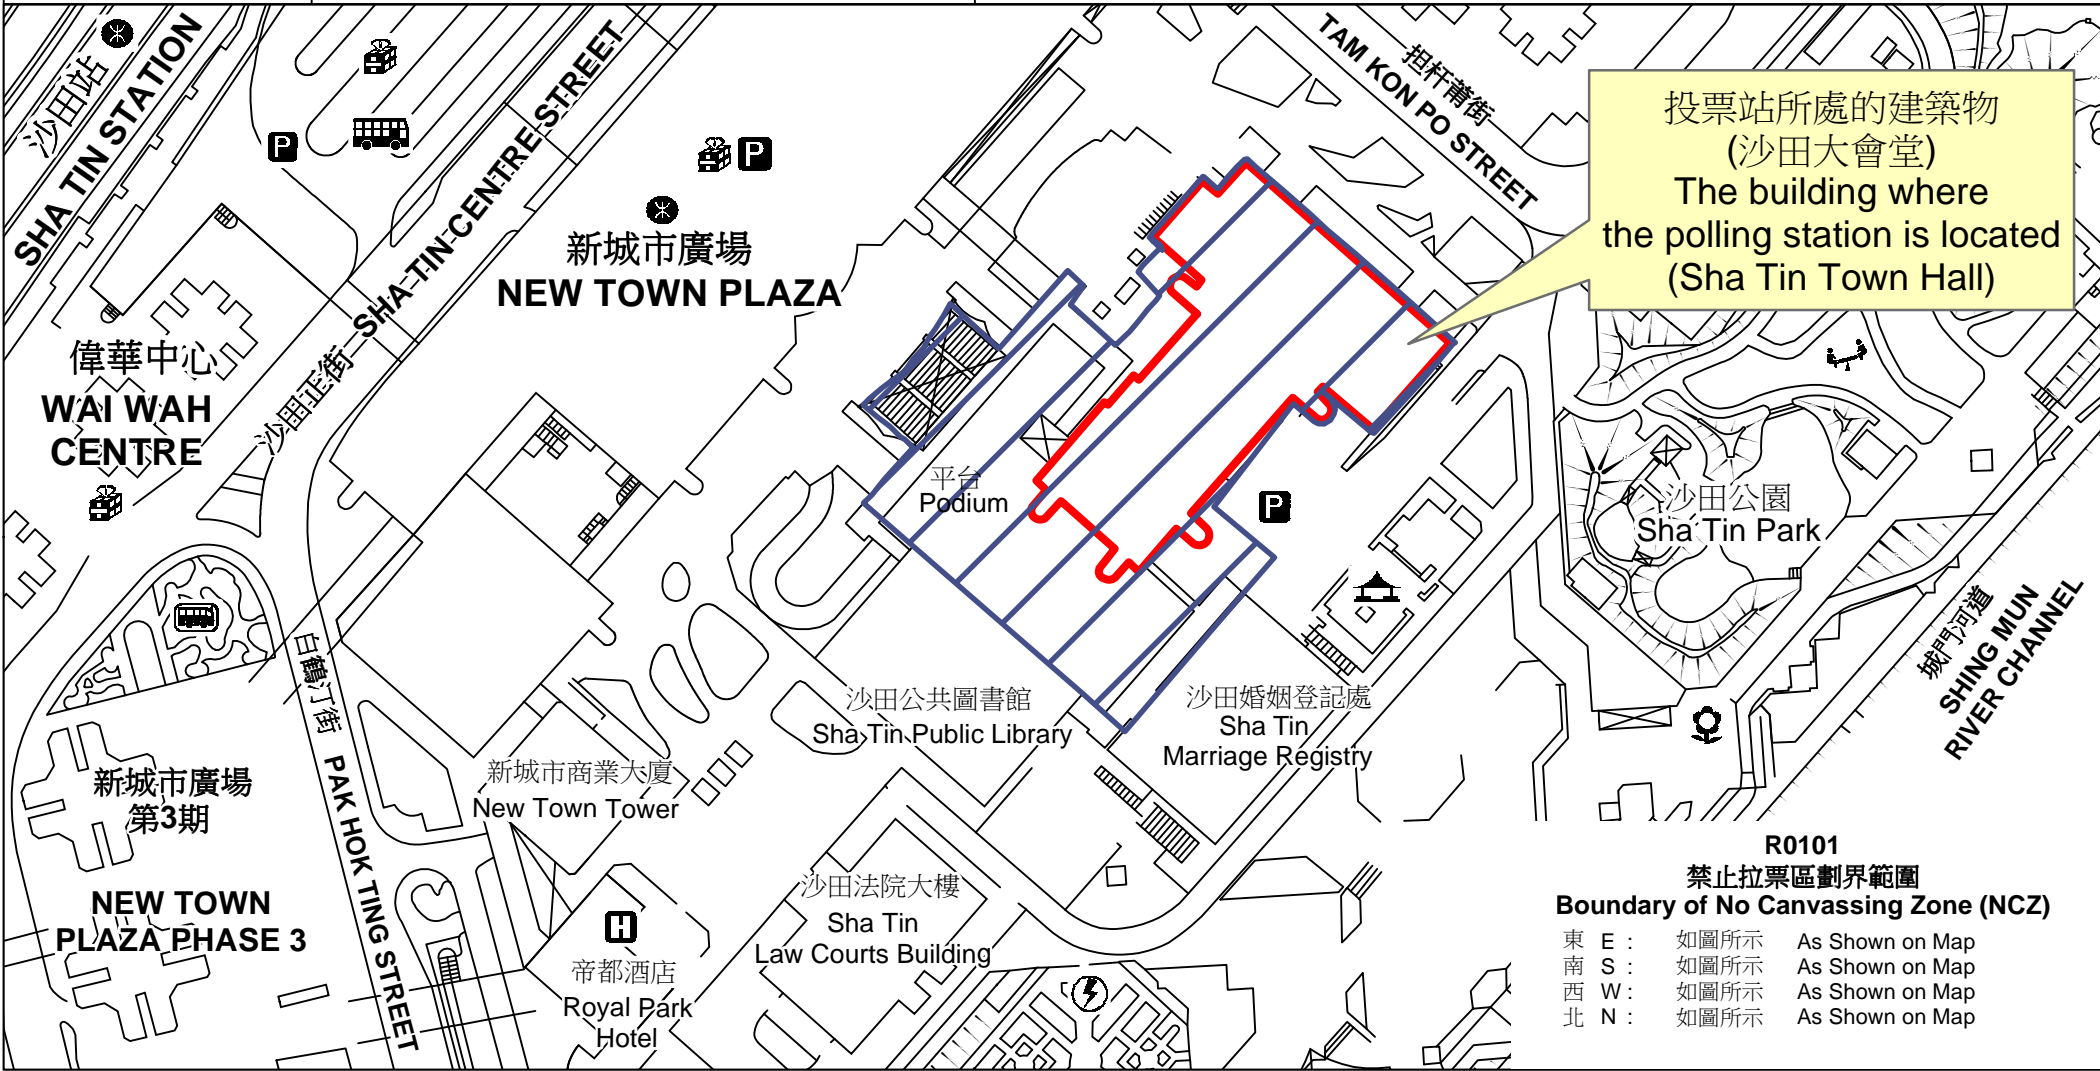 沙田站
SHA TIN STATION
P
沙田正街 SHA TIN CENTRE STREET
P
新城市廣場
NEW TOWN PLAZA
担杆莆街
TAM KON PO STREET
投票站所處的建築物
(沙田大會堂)
The building where
the polling station is located
(Sha Tin Town Hall)
偉華中心
WAI WAH
CENTRE
平台
Podium
P
沙田公園
Sha Tin Park
城門河道
SHING MUN
RIVER CHANNEL
白鶴汀街 PAK HOK TING STREET
沙田公共圖書館
Sha Tin Public Library
沙田婚姻登記處
Sha Tin
Marriage Registry
新城市商業大廈
New Town Tower
新城市廣場
第3期
NEW TOWN
PLAZA PHASE 3
沙田法院大樓
Sha Tin
Law Courts Building
H
帝都酒店
Royal Park
Hotel
R0101
禁止拉票區劃界範圍
Boundary of No Canvassing Zone (NCZ)
東 E : 如圖所示 As Shown on Map
南 S : 如圖所示 As Shown on Map
西 W : 如圖所示 As Shown on Map
北 N : 如圖所示 As Shown on Map